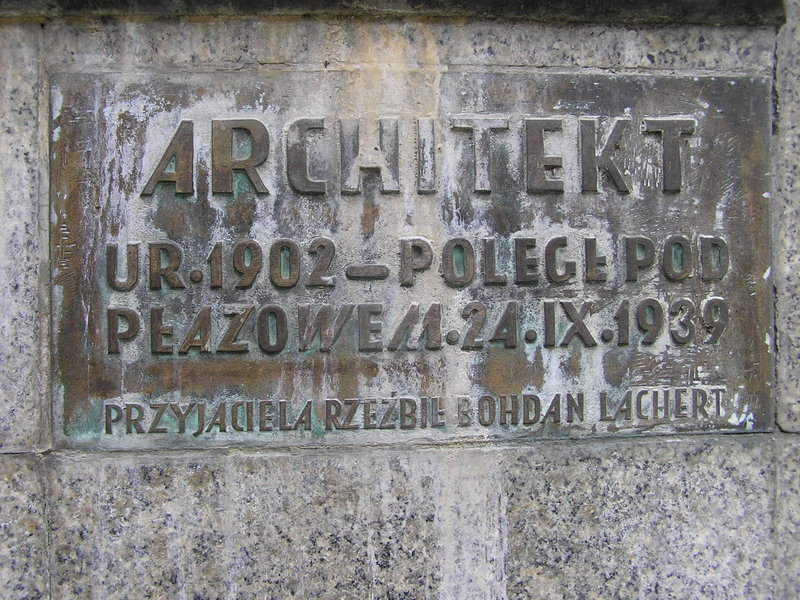 ARCHITEKT
UR·1902–POLEGŁ POD
PŁAZOWEM·24·IX·1939
PRZYJACIELA RZEŹBIŁ BOHDAN LACHERT